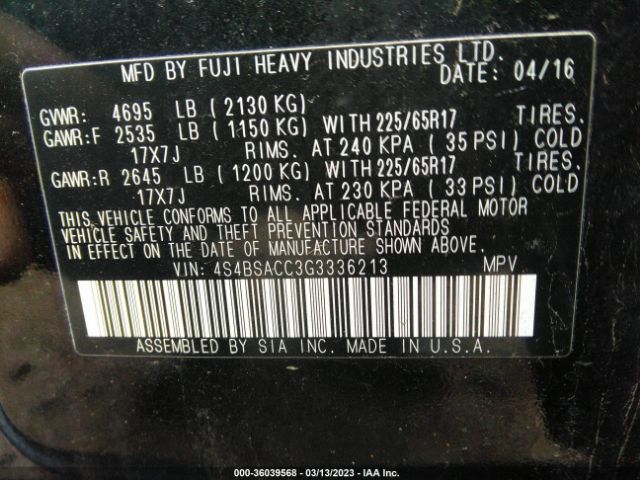 MFD BY FUJI HEAVY INDUSTRIES LTD.
DATE: 04/16
GVWR: 4695 LB ( 2130 KG)
GAWR:F 2535 LB ( 1150 KG) WITH 225/65R17 TIRES.
17X7J RIMS. AT 240 KPA ( 35 PSI) COLD
GAWR:R 2645 LB ( 1200 KG) WITH 225/65R17 TIRES.
17X7J RIMS. AT 230 KPA ( 33 PSI) COLD
THIS VEHICLE CONFORMS TO ALL APPLICABLE FEDERAL MOTOR
VEHICLE SAFETY AND THEFT PREVENTION STANDARDS
IN EFFECT ON THE DATE OF MANUFACTURE SHOWN ABOVE.
VIN: 4S4BSACC3G3336213 MPV
ASSEMBLED BY SIA INC. MADE IN U.S.A.
000-36039568 - 03/13/2023 - IAA Inc.